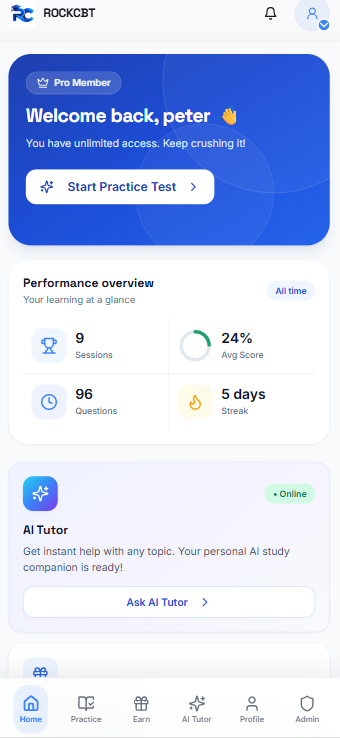 RC ROCKCBT
Pro Member
Welcome back, peter 👋
You have unlimited access. Keep crushing it!
Start Practice Test
Performance overview
Your learning at a glance
All time
9
Sessions
24%
Avg Score
96
Questions
5 days
Streak
• Online
AI Tutor
Get instant help with any topic. Your personal AI study
companion is ready!
Ask AI Tutor
Home
Practice
Earn
AI Tutor
Profile
Admin